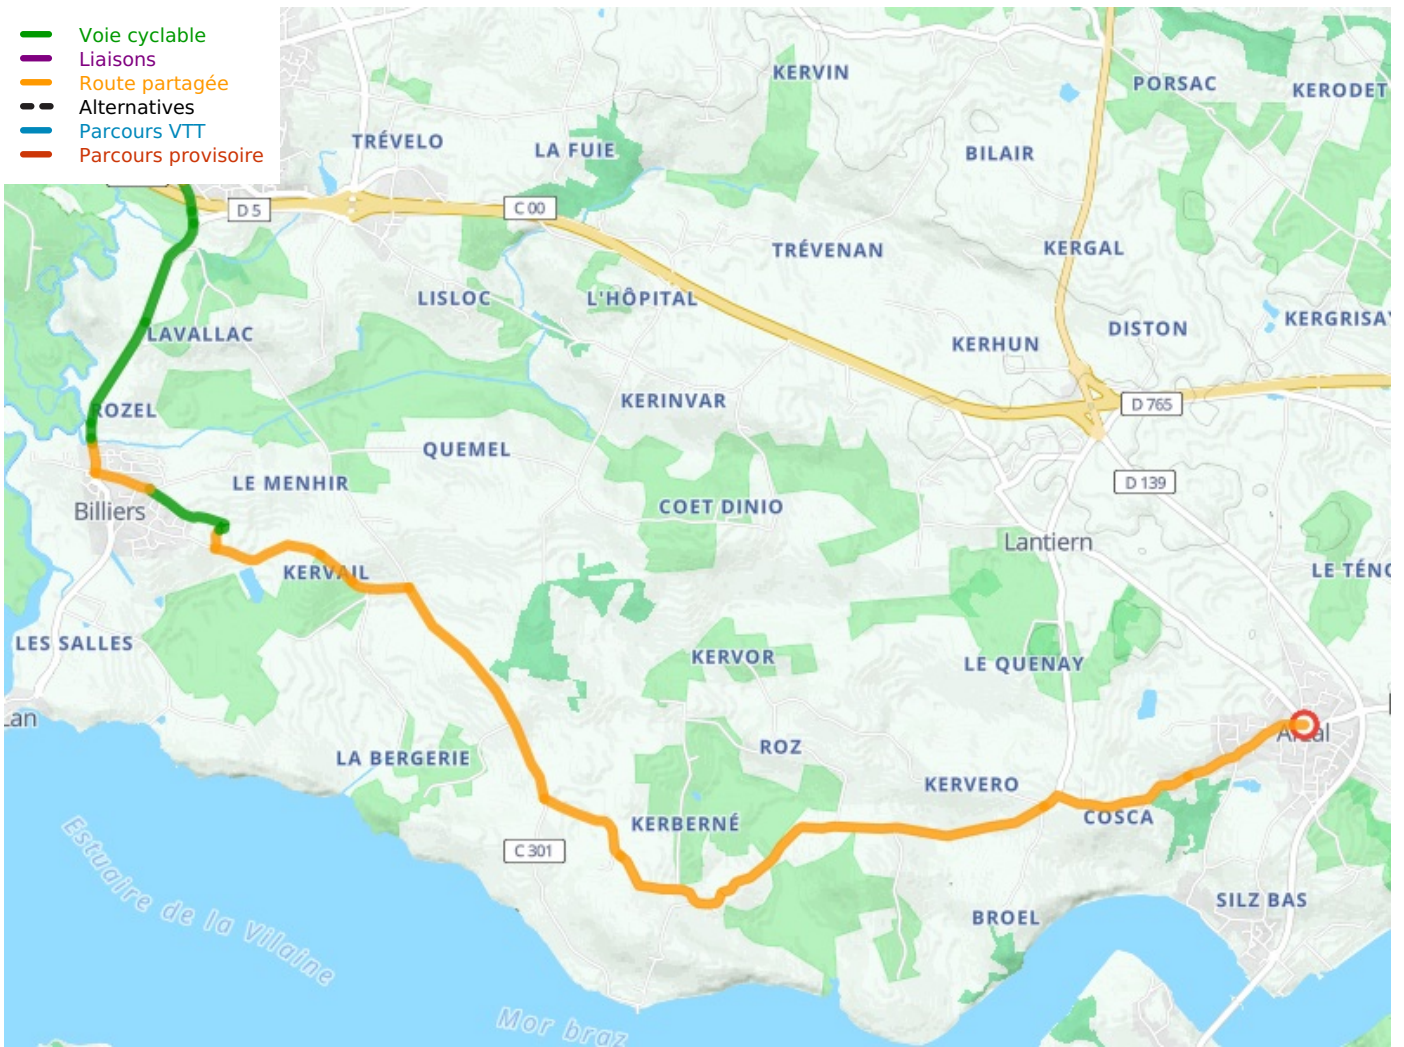 Voie cyclable
Liaisons
Route partagée
Alternatives
Parcours VTT
Parcours provisoire
KERVIN
PORSAC
KERODET
TRÉVELO
LA FUIE
BILAIR
D 5
C 00
TRÉVENAN
KERGAL
LISLOC
L'HÔPITAL
KERGRISAY
LAVALLAC
KERHUN
DISTON
ROZEL
KERINVAR
D 765
QUEMEL
LE MENHIR
D 139
Billiers
COET DINIO
Lantiern
KERVAIL
LE TÉNO
LES SALLES
KERVOR
LE QUENAY
Lan
Arzal
LA BERGERIE
ROZ
KERVERO
KERBERNÉ
COSCA
C 301
Estuaire de la Vilaine
SILZ BAS
BROEL
Mor braz